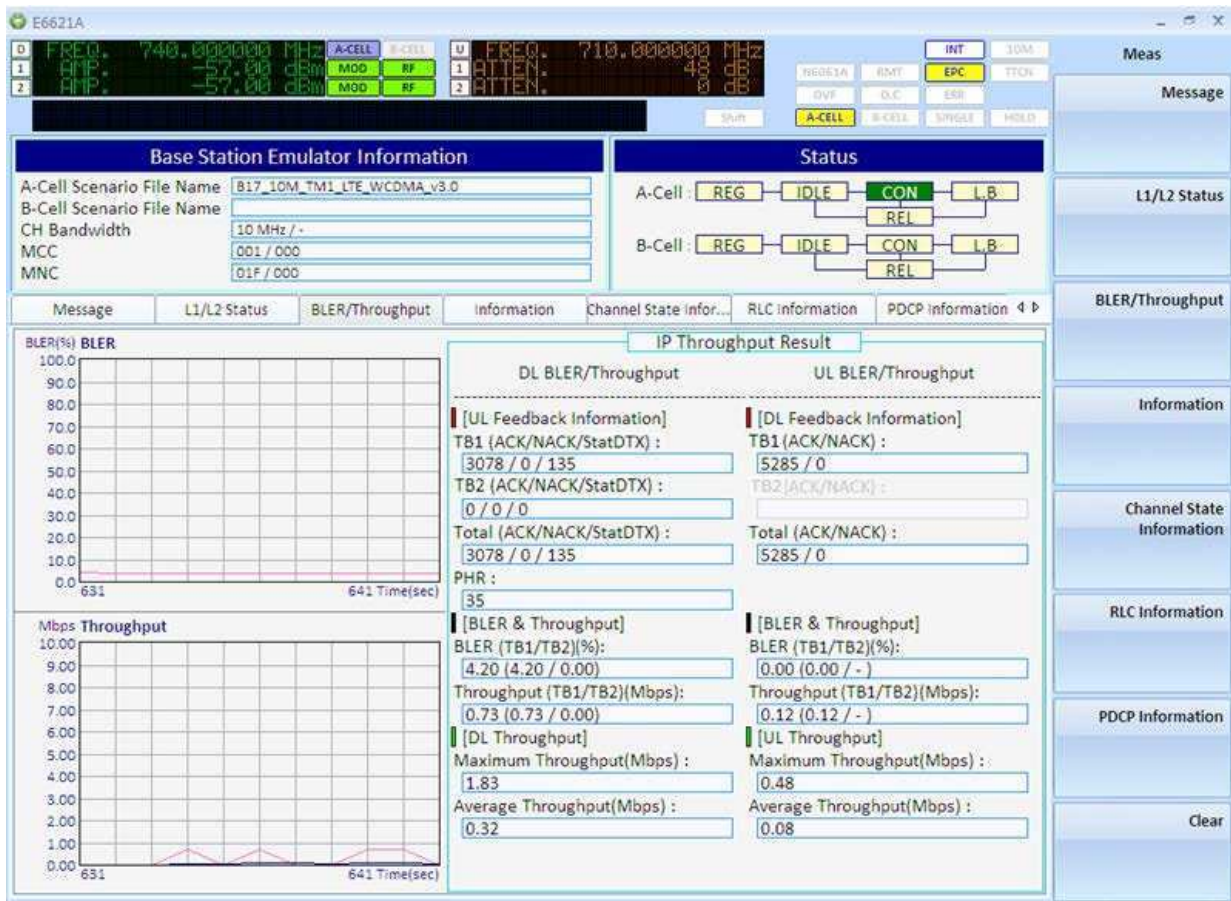 E6621A
D FREQ. 740.000000 MHz A-CELL B-CELL U FREQ. 710.000000 MHz INT 10M
1 AMP. -57.00 dBm MOD RF 1 ATTEN. 48 dB N6061A RMT EPC TTCN
2 AMP. -57.00 dBm MOD RF 2 ATTEN. 0 dB OVF O.C ERR
Shift A-CELL B-CELL SINGLE HOLD
Base Station Emulator Information
A-Cell Scenario File Name B17_10M_TM1_LTE_WCDMA_v3.0
B-Cell Scenario File Name
CH Bandwidth 10 MHz / -
MCC 001 / 000
MNC 01F / 000
Status
A-Cell : REG IDLE CON L.B
REL
B-Cell : REG IDLE CON L.B
REL
Message L1/L2 Status BLER/Throughput Information Channel State Infor... RLC Information PDCP Information
BLER(%) BLER
100.0
90.0
80.0
70.0
60.0
50.0
40.0
30.0
20.0
10.0
0.0
631 641 Time(sec)
Mbps Throughput
10.00
9.00
8.00
7.00
6.00
5.00
4.00
3.00
2.00
1.00
0.00
631 641 Time(sec)
IP Throughput Result
DL BLER/Throughput
[UL Feedback Information]
TB1 (ACK/NACK/StatDTX) :
3078 / 0 / 135
TB2 (ACK/NACK/StatDTX) :
0 / 0 / 0
Total (ACK/NACK/StatDTX) :
3078 / 0 / 135
PHR :
35
[BLER & Throughput]
BLER (TB1/TB2)(%):
4.20 (4.20 / 0.00)
Throughput (TB1/TB2)(Mbps):
0.73 (0.73 / 0.00)
[DL Throughput]
Maximum Throughput(Mbps) :
1.83
Average Throughput(Mbps) :
0.32
UL BLER/Throughput
[DL Feedback Information]
TB1(ACK/NACK) :
5285 / 0
TB2(ACK/NACK) :
Total (ACK/NACK) :
5285 / 0
[BLER & Throughput]
BLER (TB1/TB2)(%):
0.00 (0.00 / - )
Throughput (TB1/TB2)(Mbps):
0.12 (0.12 / - )
[UL Throughput]
Maximum Throughput(Mbps) :
0.48
Average Throughput(Mbps) :
0.08
Meas
Message
L1/L2 Status
BLER/Throughput
Information
Channel State
Information
RLC Information
PDCP Information
Clear